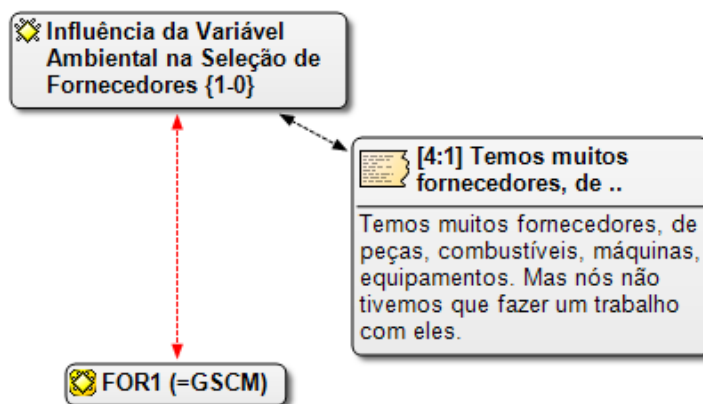 Influência da Variável
Ambiental na Seleção de
Fornecedores {1-0}
[4:1] Temos muitos
fornecedores, de ..
Temos muitos fornecedores, de
peças, combustíveis, máquinas,
equipamentos. Mas nós não
tivemos que fazer um trabalho
com eles.
FOR1 (=GSCM)